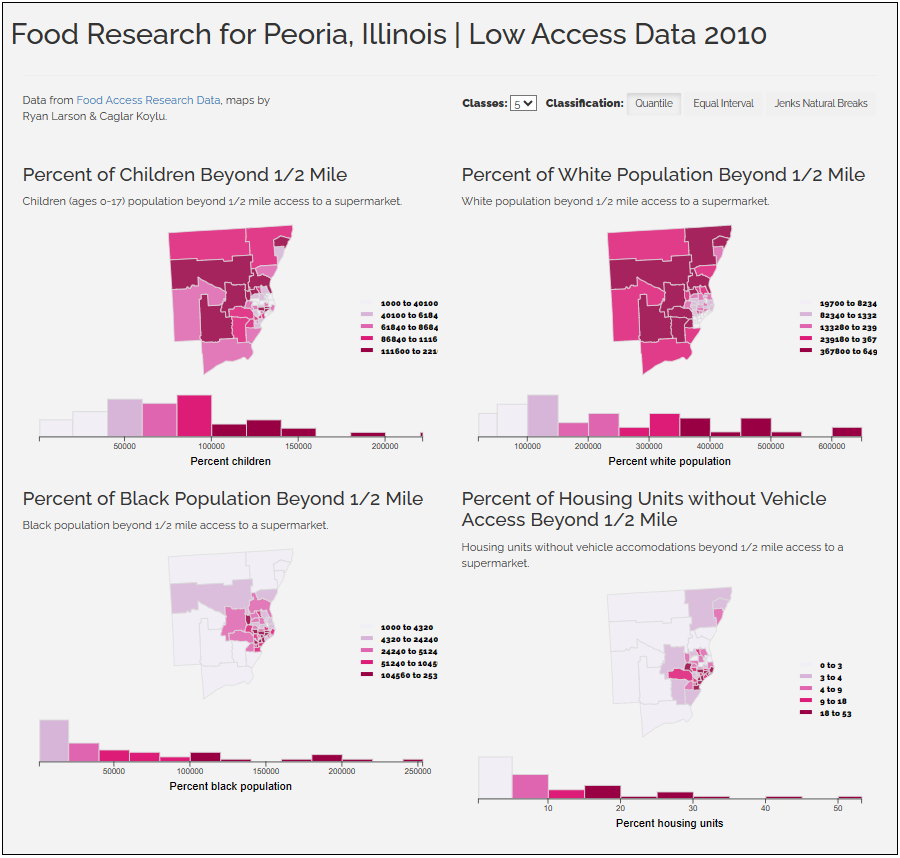 Food Research for Peoria, Illinois | Low Access Data 2010
Data from Food Access Research Data, maps by
Ryan Larson & Caglar Koylu.
Classes: 5 Classification: Quantile Equal Interval Jenks Natural Breaks
Percent of Children Beyond 1/2 Mile
Children (ages 0-17) population beyond 1/2 mile access to a supermarket.
1000 to 40100
40100 to 6184
61840 to 8684
86840 to 1116
111600 to 221
50000 100000 150000 200000
Percent children
Percent of White Population Beyond 1/2 Mile
White population beyond 1/2 mile access to a supermarket.
19700 to 8234
82340 to 1332
133280 to 239
239180 to 367
367800 to 649
100000 200000 300000 400000 500000 600000
Percent white population
Percent of Black Population Beyond 1/2 Mile
Black population beyond 1/2 mile access to a supermarket.
1000 to 4320
4320 to 24240
24240 to 5124
51240 to 1045
104560 to 253
50000 100000 150000 200000 250000
Percent black population
Percent of Housing Units without Vehicle
Access Beyond 1/2 Mile
Housing units without vehicle accomodations beyond 1/2 mile access to a
supermarket.
0 to 3
3 to 4
4 to 9
9 to 18
18 to 53
10 20 30 40 50
Percent housing units